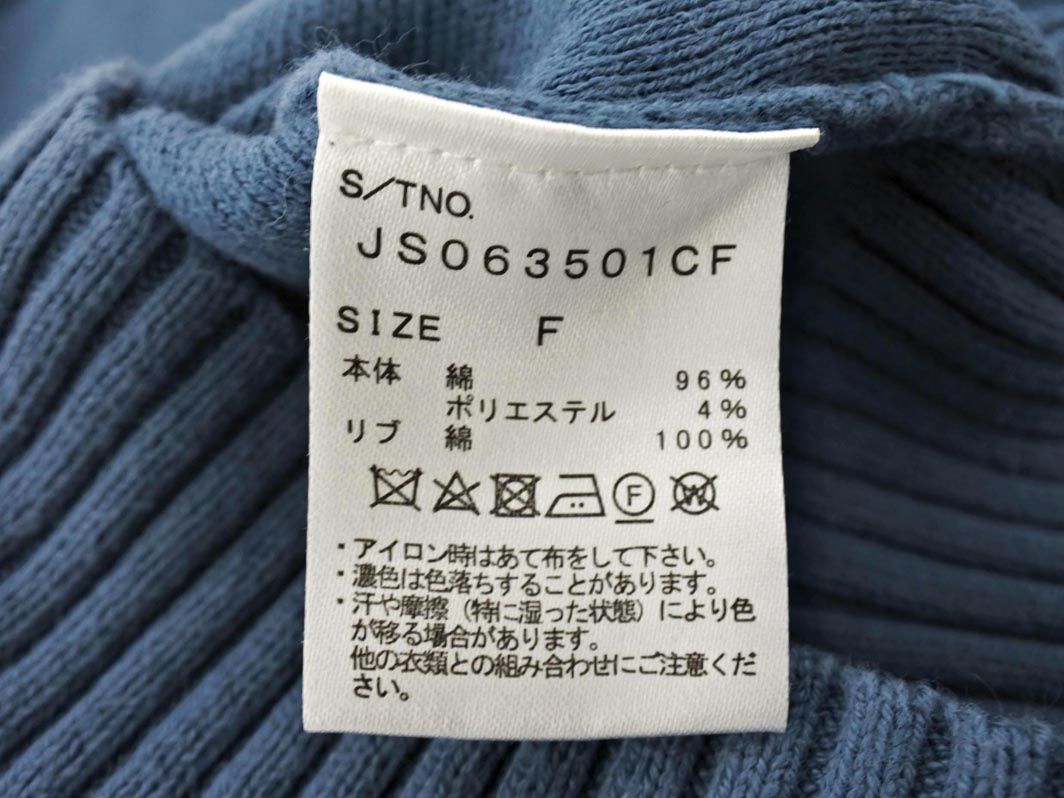 S/TNO.
JS063501CF
SIZE F
本体 綿 96%
ポリエステル 4%
リブ 綿 100%
F W
・アイロン時はあて布をして下さい。
・濃色は色落ちすることがあります。
・汗や摩擦（特に湿った状態）により色
が移る場合があります。
他の衣類との組み合わせにご注意くだ
さい。